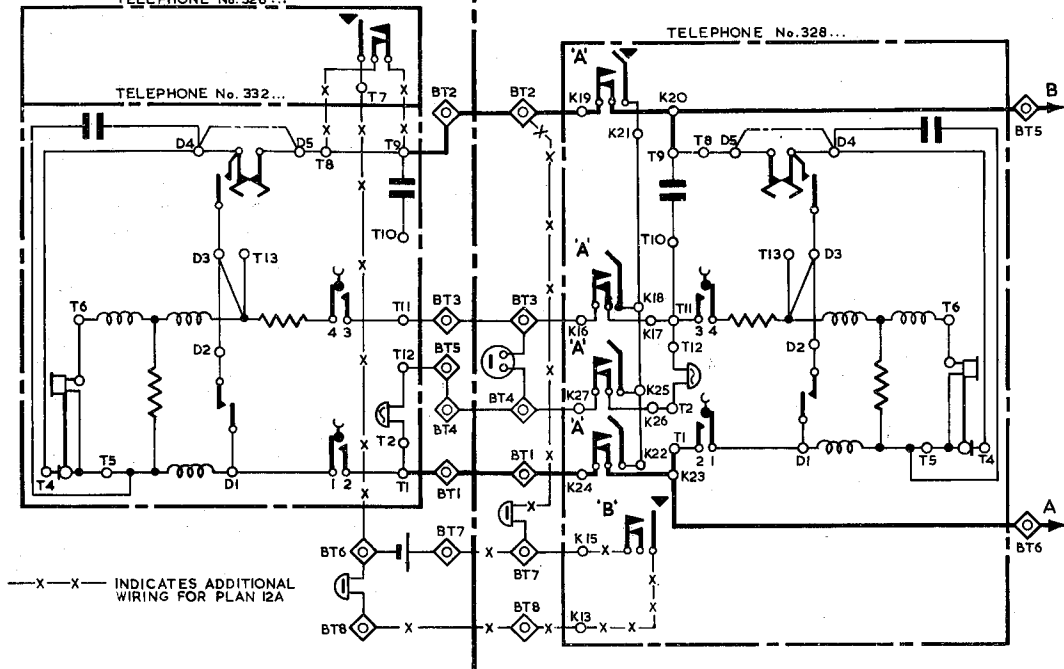 TELEPHONE No. 328...
TELEPHONE No. 328...
'A'
T7
TELEPHONE No. 332...
BT2
BT2
K19
K20
B
BT5
K21
D4
D5
T8
T9
T9
T8
D5
D4
T10
T10
'A'
D3
T13
T13
D3
T6
4
3
T11
BT3
BT3
K16
K18
K17
T11
3
4
T6
D2
T12
BT5
'A'
T12
D2
BT4
BT4
K27
K25
K26
T2
'A'
T2
K22
T1
2
1
T4
T5
D1
1
2
T1
BT1
BT1
K24
K23
D1
T5
T4
'B'
A
BT6
BT6
BT7
BT7
K15
—x—x— INDICATES ADDITIONAL
WIRING FOR PLAN 12A
BT8
BT8
K13